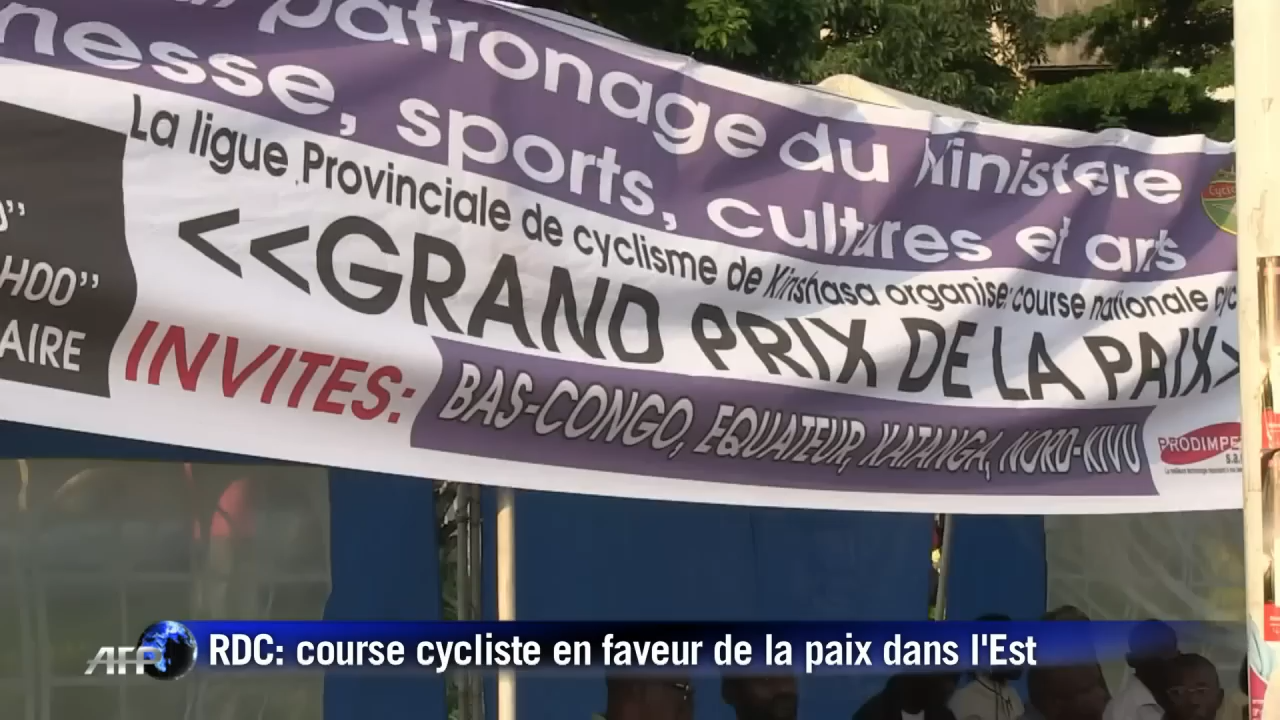 patronage du Ministère
nesse, sports, cultures et arts
La ligue Provinciale de cyclisme de Kinshasa organise course nationale
<<GRAND PRIX DE LA PAIX>
H00"
AIRE
INVITES: BAS-CONGO, EQUATEUR, KATANGA, NORD-KIVU
PRODIMPE
AFP RDC: course cycliste en faveur de la paix dans l'Est